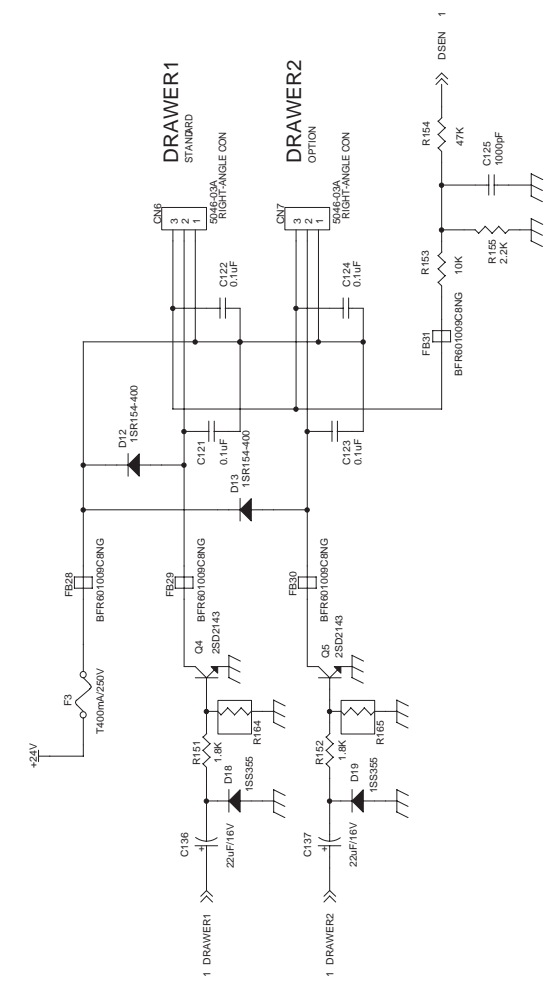 +24V
F3
T400mA/250V
FB28
BFR601009C8NG
D12
1SR154-400
DRAWER1
STANDARD
CN6
3
2
1
5046-03A
RIGHT-ANGLE CON
C122
0.1uF
C121
0.1uF
D13
1SR154-400
FB29
BFR601009C8NG
Q4
2SD2143
R151
1.8K
R164
D18
1SS355
C136
+
22uF/16V
1 DRAWER1
DRAWER2
OPTION
CN7
3
2
1
5046-03A
RIGHT-ANGLE CON
C124
0.1uF
C123
0.1uF
FB30
BFR601009C8NG
Q5
2SD2143
R152
1.8K
R165
D19
1SS355
C137
+
22uF/16V
1 DRAWER2
DSEN 1
R154
47K
C125
1000pF
R155
2.2K
R153
10K
FB31
BFR601009C8NG